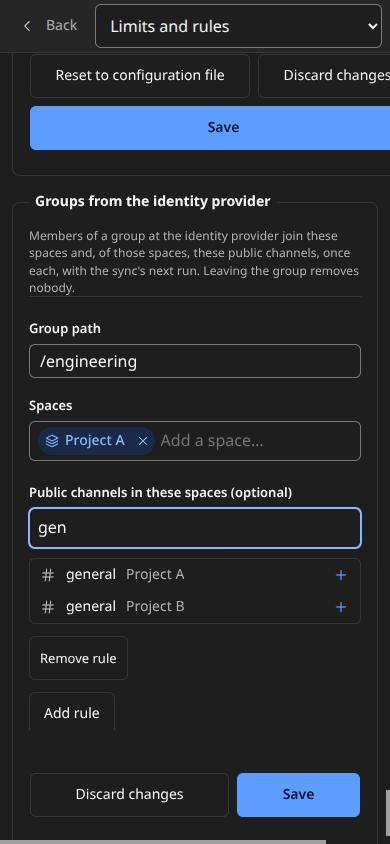 Back
Limits and rules
Reset to configuration file
Discard changes
Save
Groups from the identity provider
Members of a group at the identity provider join these
spaces and, of those spaces, these public channels, once
each, with the sync's next run. Leaving the group removes
nobody.
Group path
/engineering
Spaces
Project A
Add a space...
Public channels in these spaces (optional)
gen
general Project A
general Project B
Remove rule
Add rule
Discard changes
Save